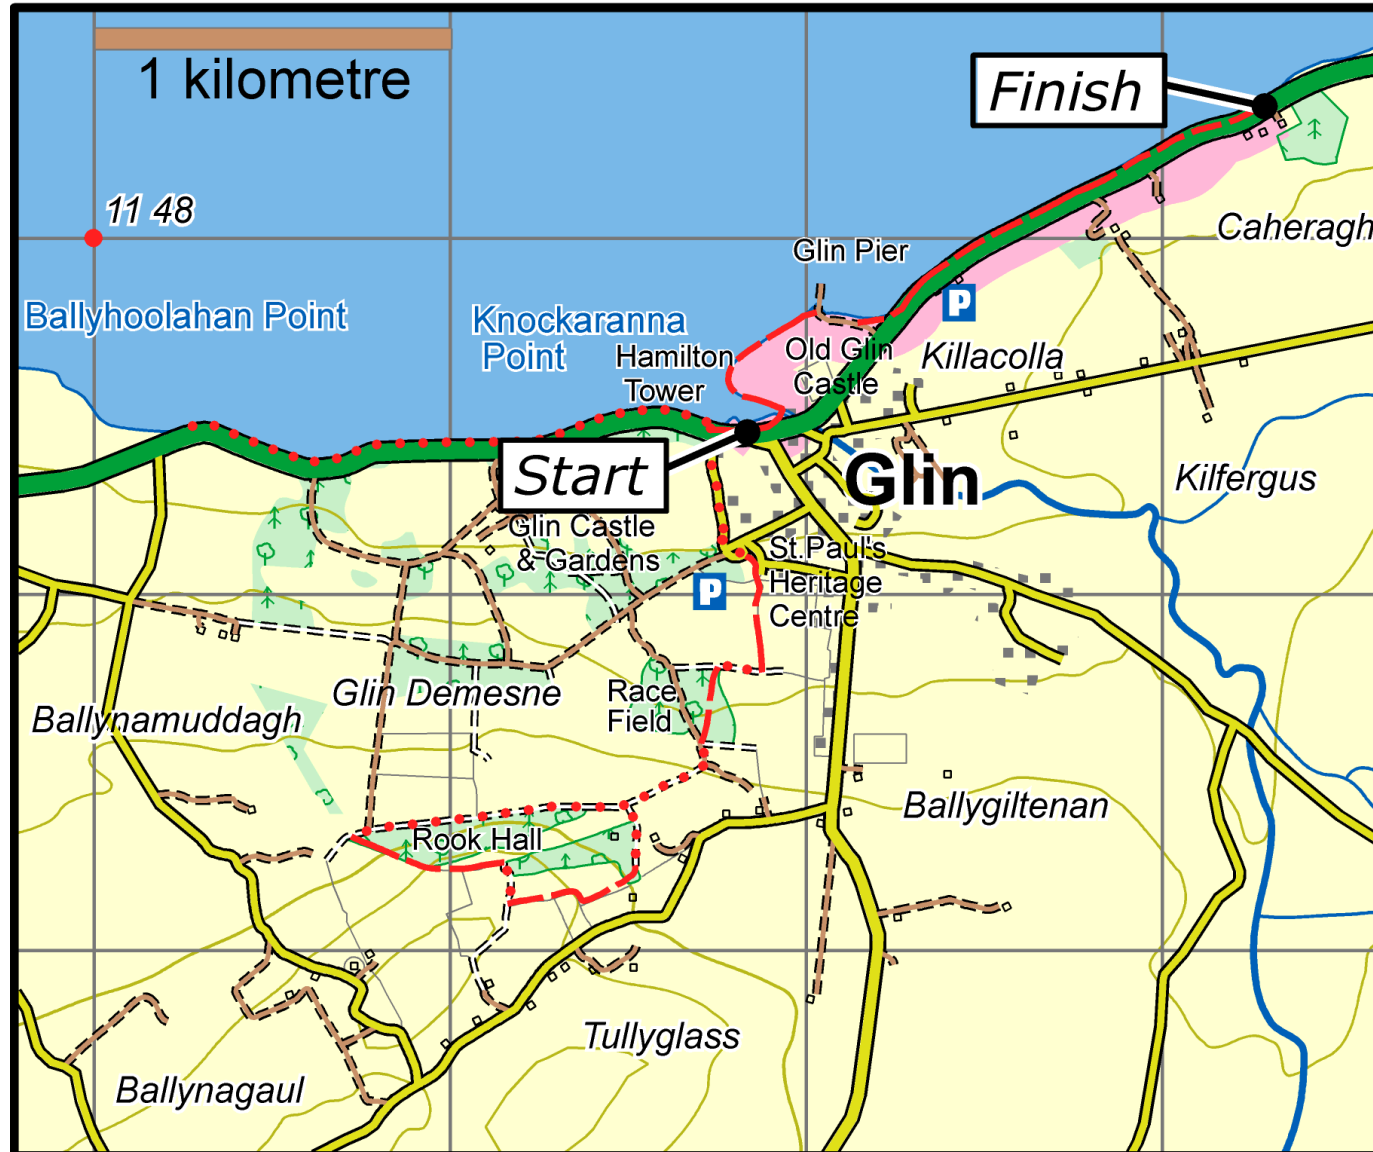 1 kilometre
Finish
11 48
Caheragh
Glin Pier
Ballyhoolahan Point
Knockaranna
Point
P
Hamilton
Tower
Old Glin
Castle
Killacolla
Start
Glin
Kilfergus
Glin Castle
& Gardens
St.Paul's
Heritage
Centre
P
Glin Demesne
Race
Field
Ballynamuddagh
Rook Hall
Ballygiltenan
Tullyglass
Ballynagaul